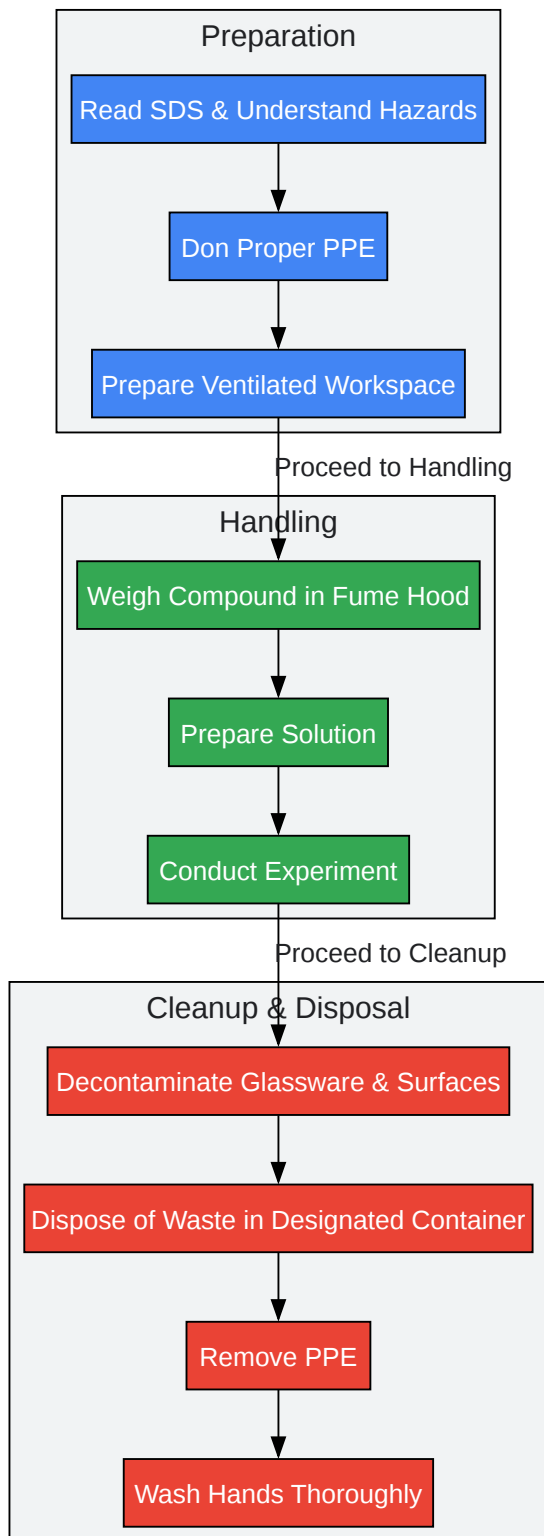 Preparation
Read SDS & Understand Hazards
Don Proper PPE
Prepare Ventilated Workspace
Proceed to Handling
Handling
Weigh Compound in Fume Hood
Prepare Solution
Conduct Experiment
Proceed to Cleanup
Cleanup & Disposal
Decontaminate Glassware & Surfaces
Dispose of Waste in Designated Container
Remove PPE
Wash Hands Thoroughly